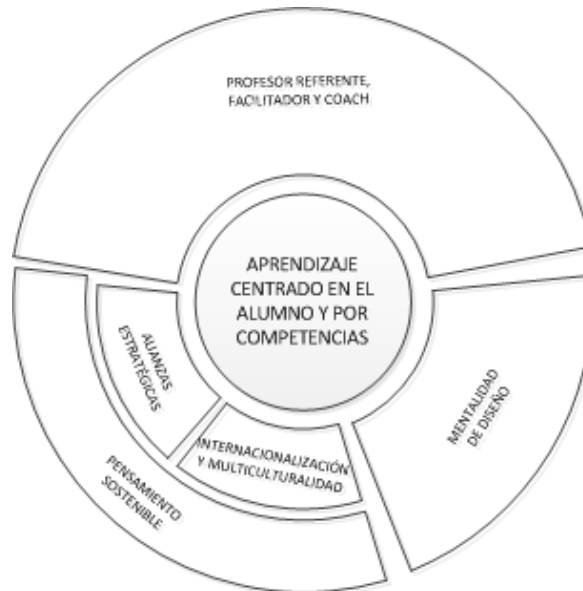 PROFESOR REFERENTE,
FACILITADOR Y COACH
APRENDIZAJE
CENTRADO EN EL
ALUMNO Y POR
COMPETENCIAS
ALIANZAS
ESTRATÉGICAS
INTERNACIONALIZACIÓN
Y MULTICULTURALIDAD
MENTALIDAD
DE DISEÑO
PENSAMIENTO
SOSTENIBLE